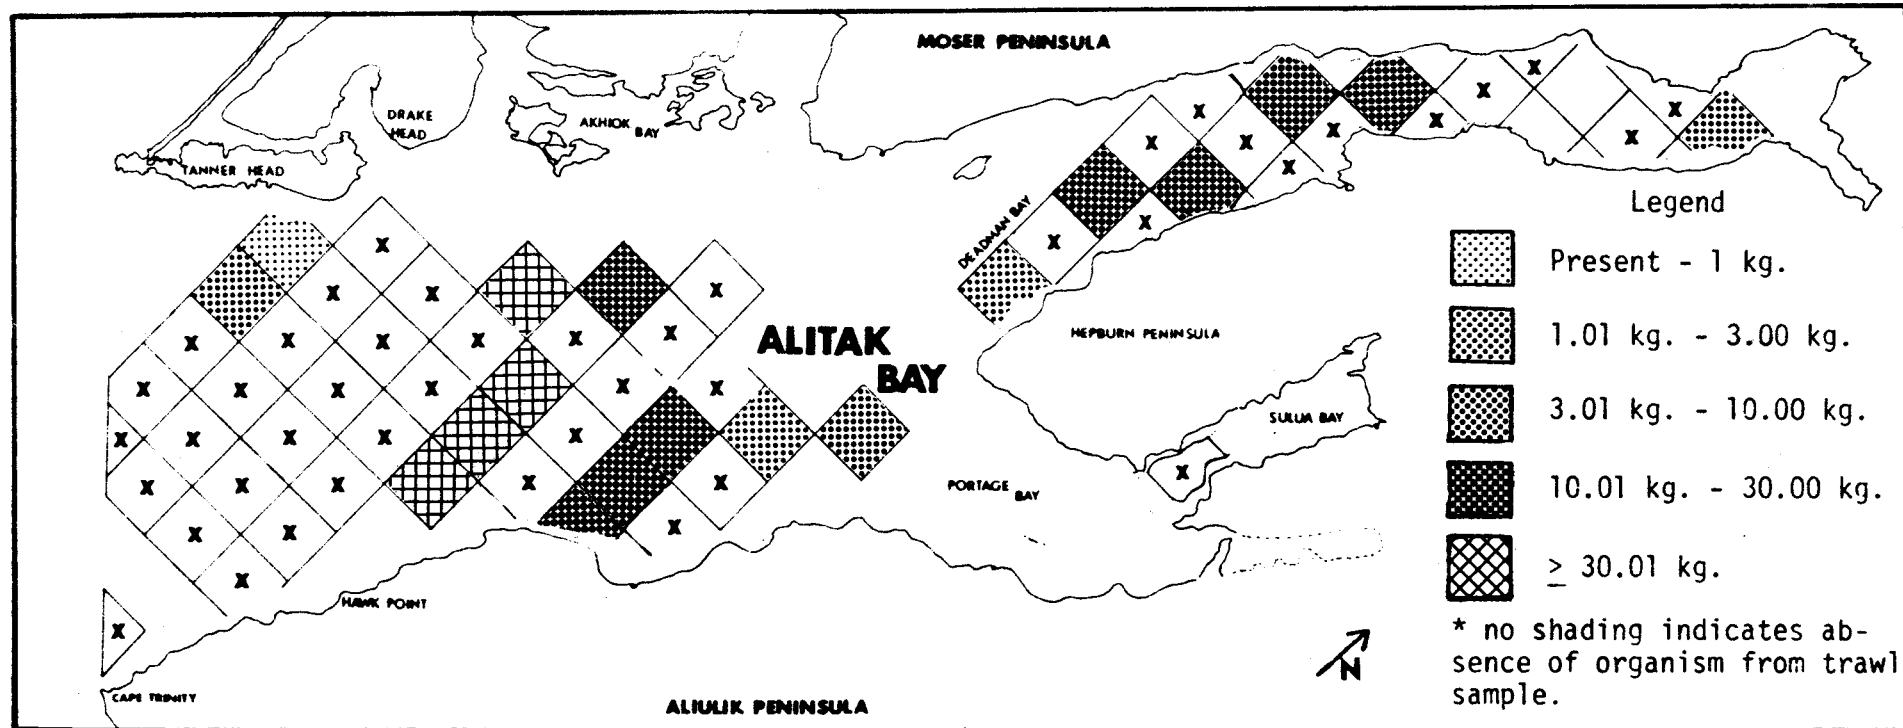 MOSER PENINSULA
DRAKE
HEAD
AKHIOK BAY
TANNER HEAD
DEADMAN BAY
ALITAK
BAY
HEPBURN PENINSULA
SULUA BAY
PORTAGE BAY
HAWK POINT
CAPE TRINITY
ALIULIK PENINSULA
N
Legend
Present - 1 kg.
1.01 kg. - 3.00 kg.
3.01 kg. - 10.00 kg.
10.01 kg. - 30.00 kg.
≥ 30.01 kg.
* no shading indicates ab-
sence of organism from trawl
sample.
X X X X X X X X X X X X X X X X X X X X X X X X X X X X X X X X X X X X X X X X X X X X X X X